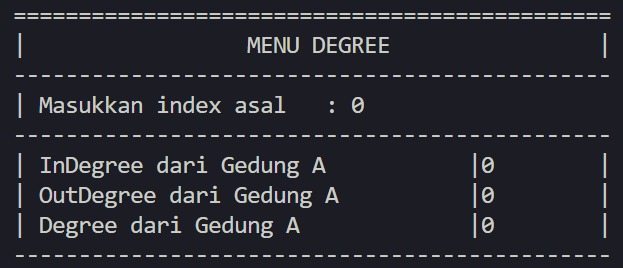 ==============================================
|                 MENU DEGREE                |
----------------------------------------------
| Masukkan index asal   : 0
----------------------------------------------
| InDegree dari Gedung A           |0        |
| OutDegree dari Gedung A          |0        |
| Degree dari Gedung A             |0        |
----------------------------------------------